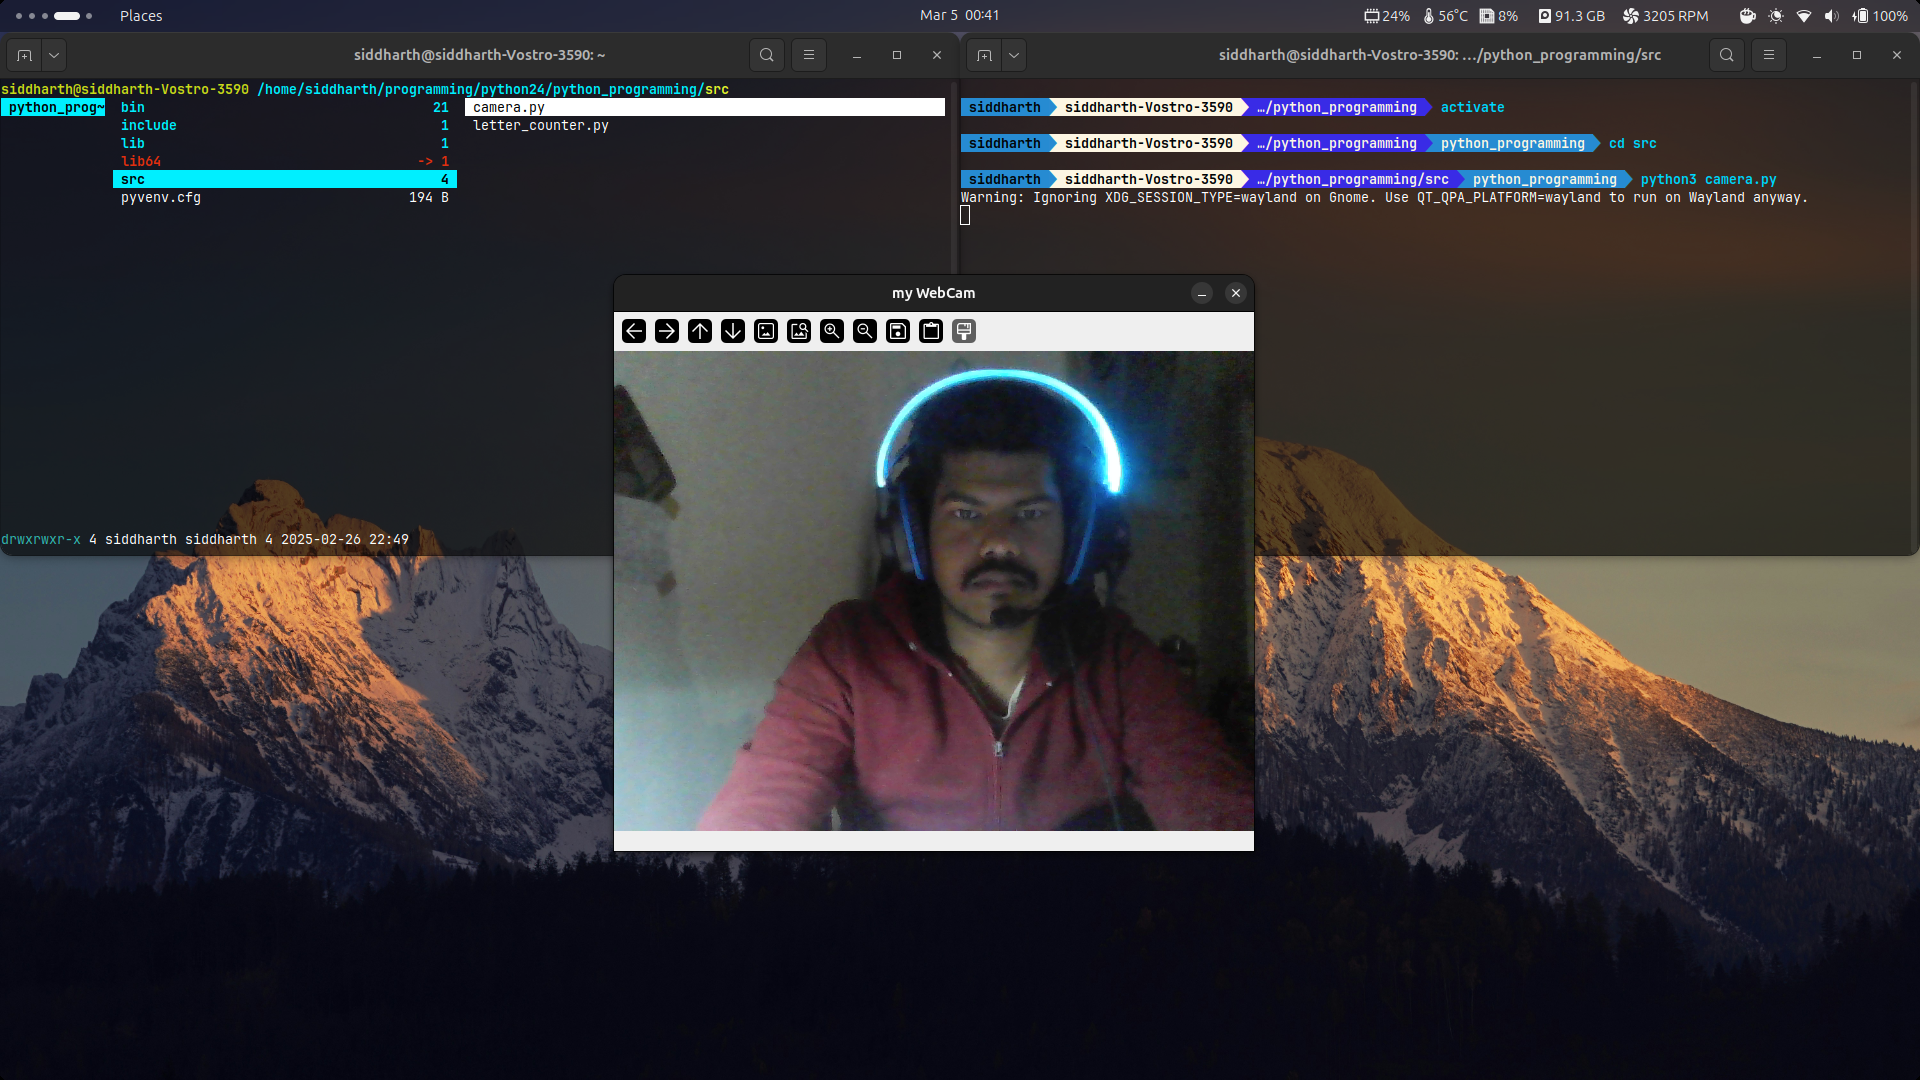 Places
Mar 5 00:41
24% 56°C 8% 91.3 GB 3205 RPM 100%
siddharth@siddharth-Vostro-3590: ~
siddharth@siddharth-Vostro-3590 /home/siddharth/programming/python24/python_programming/src
python_prog~ bin 21 camera.py
include 1 letter_counter.py
lib 1
lib64 -> 1
src 4
pyvenv.cfg 194 B
drwxrwxr-x 4 siddharth siddharth 4 2025-02-26 22:49
siddharth@siddharth-Vostro-3590: …/python_programming/src
siddharth siddharth-Vostro-3590 …/python_programming activate
siddharth siddharth-Vostro-3590 …/python_programming python_programming cd src
siddharth siddharth-Vostro-3590 …/python_programming/src python_programming python3 camera.py
Warning: Ignoring XDG_SESSION_TYPE=wayland on Gnome. Use QT_QPA_PLATFORM=wayland to run on Wayland anyway.
my WebCam